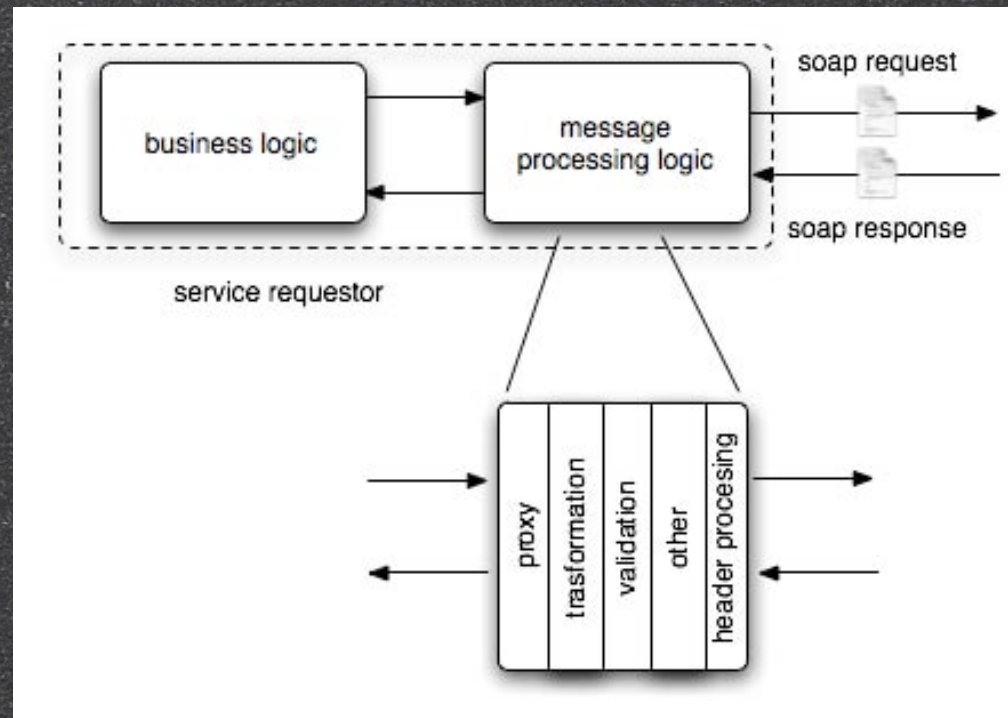 soap request
business logic
message
processing logic
soap response
service requestor
proxy
trasformation
validation
other
header procesing